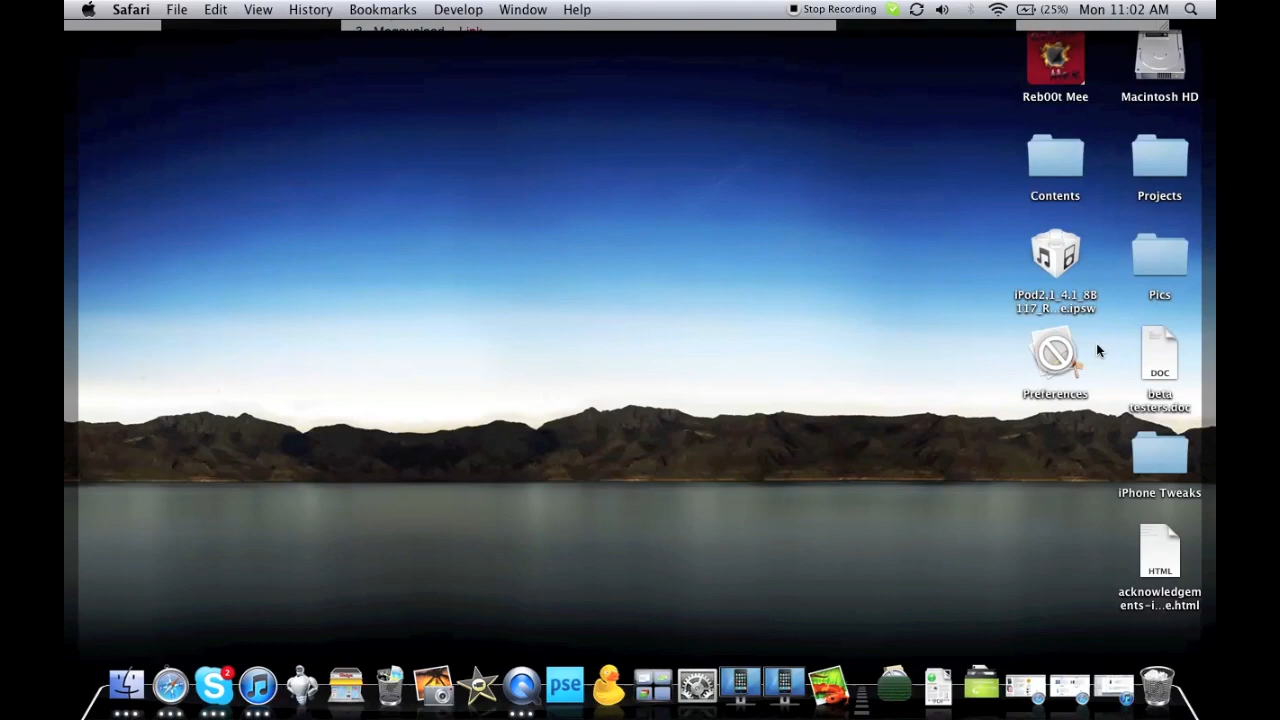 Safari File Edit View History Bookmarks Develop Window Help Stop Recording (25%) Mon 11:02 AM
Reb00t Mee
Macintosh HD
Contents
Projects
iPod2,1_4.1_8B
117_R...e.ipsw
Pics
Preferences
DOC
beta
testers.doc
iPhone Tweaks
HTML
acknowledgem
ents-i...e.html
2
pse
PDF